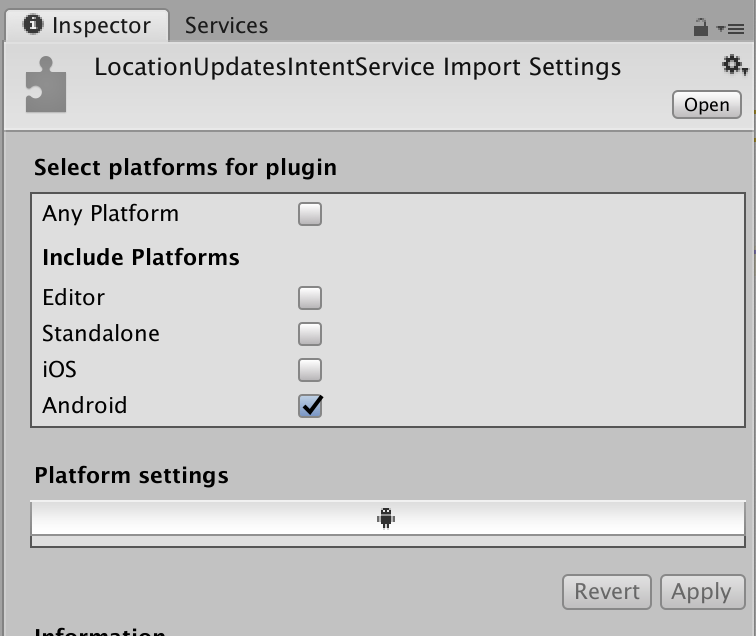 Inspector
Services
LocationUpdatesIntentService Import Settings
Open
Select platforms for plugin
Any Platform
Include Platforms
Editor
Standalone
iOS
Android
Platform settings
Revert
Apply
Information